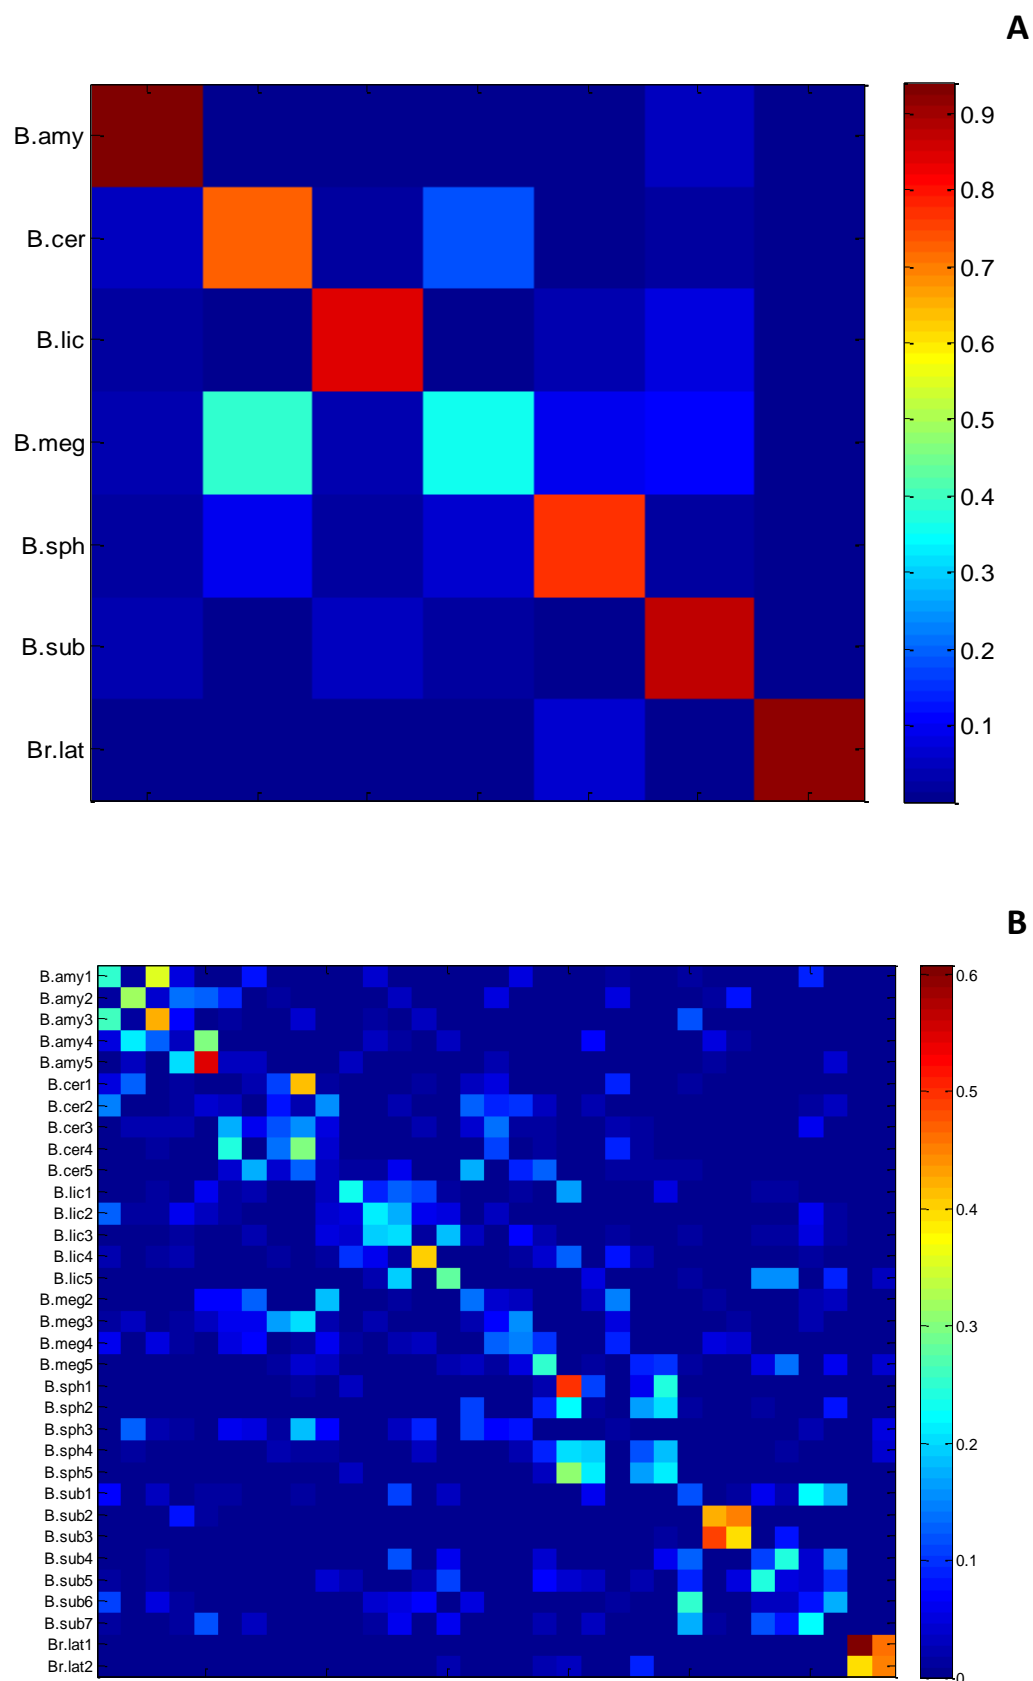 A
B.amy
B.cer
B.lic
B.meg
B.sph
B.sub
Br.lat
0.9
0.8
0.7
0.6
0.5
0.4
0.3
0.2
0.1
B
B.amy1
B.amy2
B.amy3
B.amy4
B.amy5
B.cer1
B.cer2
B.cer3
B.cer4
B.cer5
B.lic1
B.lic2
B.lic3
B.lic4
B.lic5
B.meg2
B.meg3
B.meg4
B.meg5
B.sph1
B.sph2
B.sph3
B.sph4
B.sph5
B.sub1
B.sub2
B.sub3
B.sub4
B.sub5
B.sub6
B.sub7
Br.lat1
Br.lat2
0.6
0.5
0.4
0.3
0.2
0.1
0